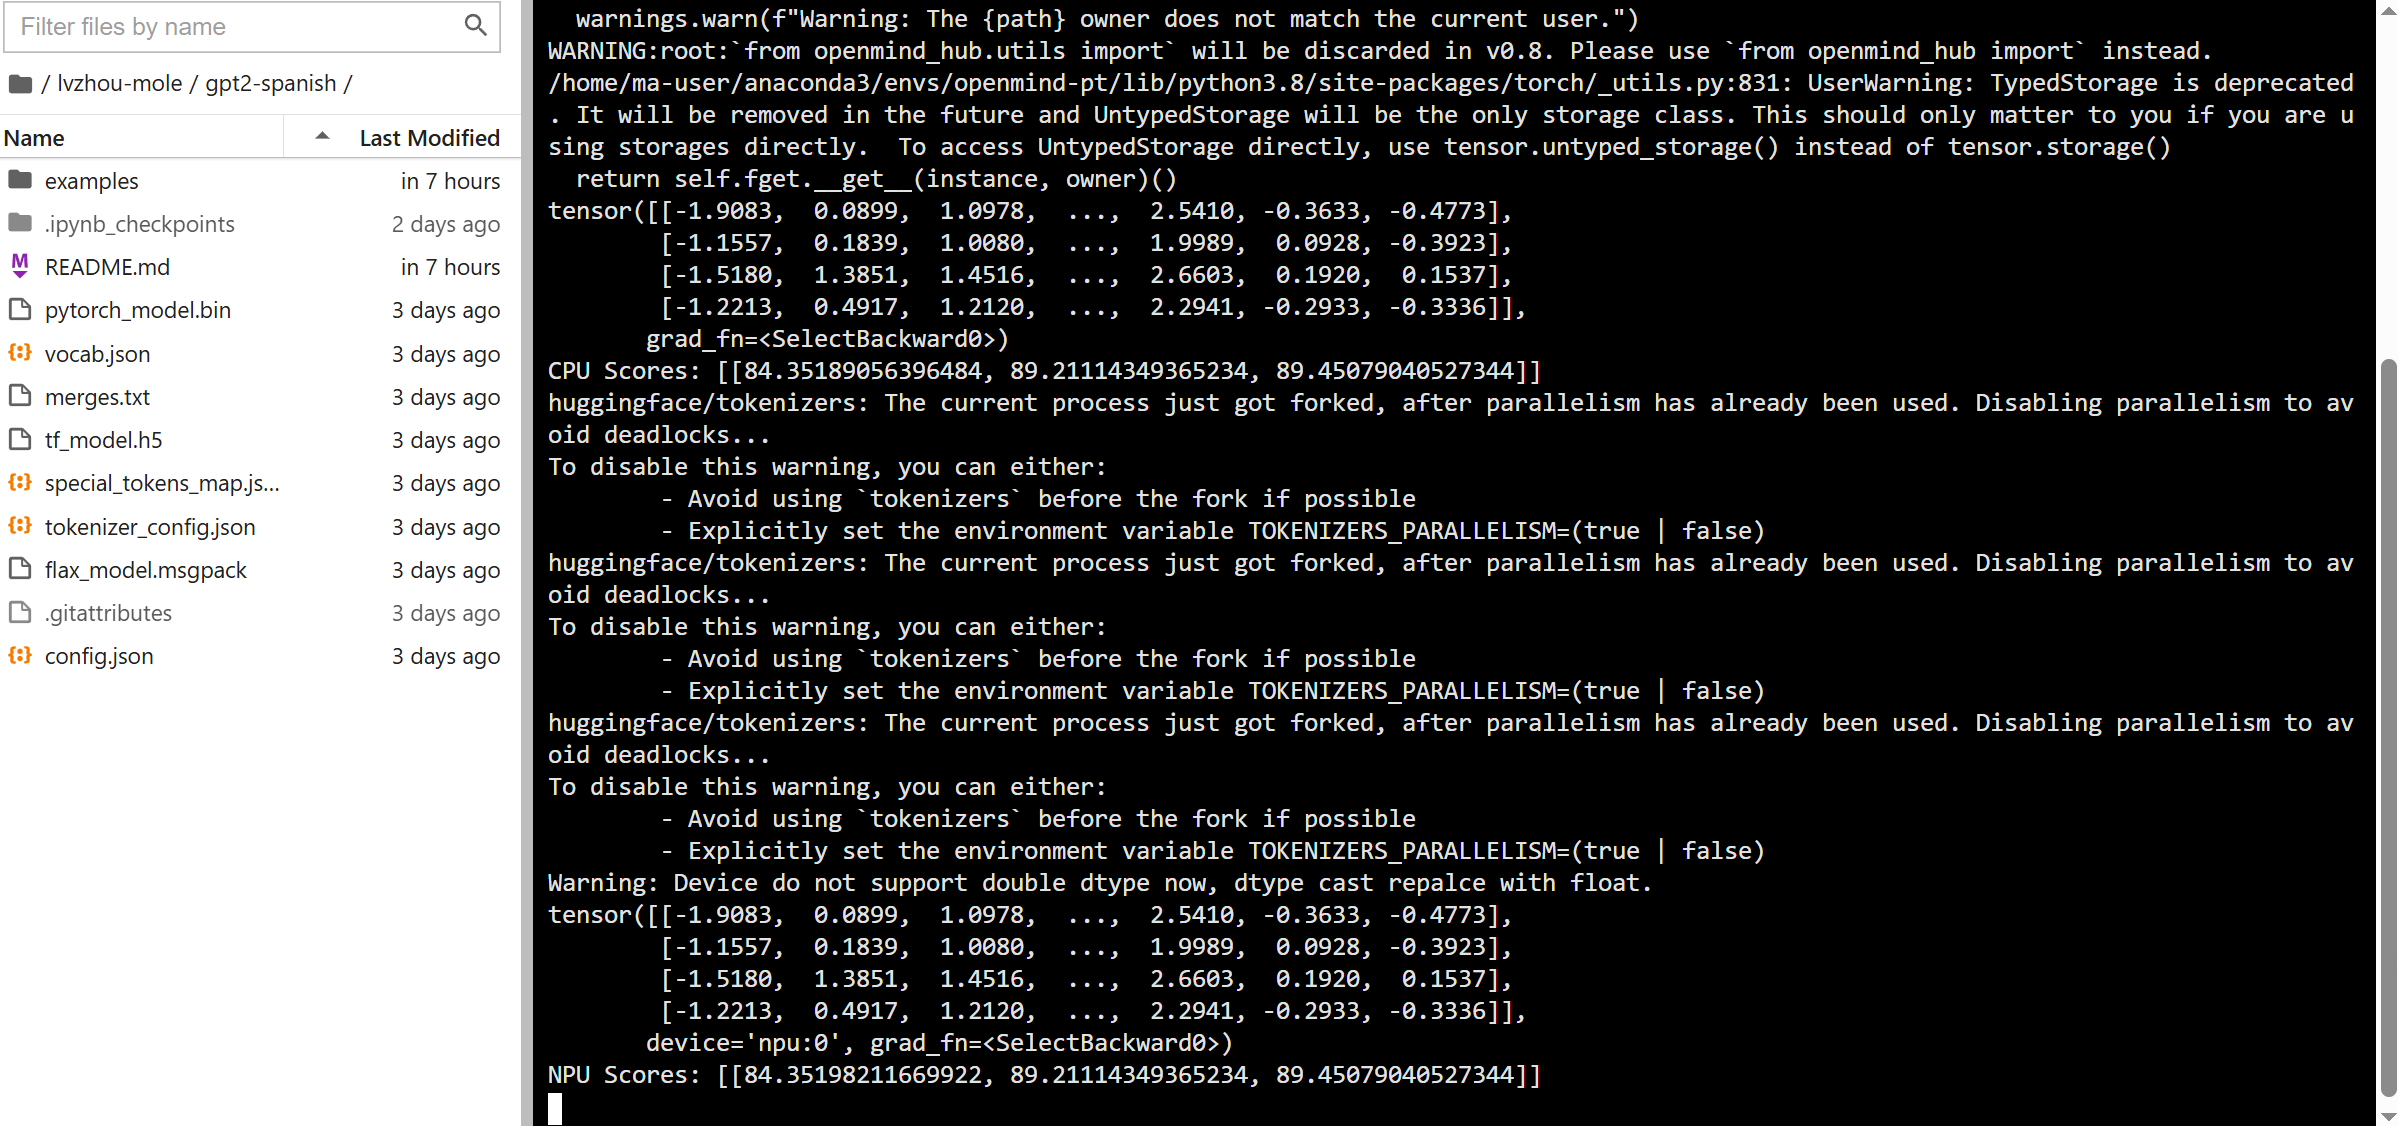 Filter files by name
/ lvzhou-mole / gpt2-spanish /
Name Last Modified
examples in 7 hours
.ipynb_checkpoints 2 days ago
README.md in 7 hours
pytorch_model.bin 3 days ago
vocab.json 3 days ago
merges.txt 3 days ago
tf_model.h5 3 days ago
special_tokens_map.js... 3 days ago
tokenizer_config.json 3 days ago
flax_model.msgpack 3 days ago
.gitattributes 3 days ago
config.json 3 days ago
  warnings.warn(f"Warning: The {path} owner does not match the current user.")
WARNING:root:`from openmind_hub.utils import` will be discarded in v0.8. Please use `from openmind_hub import` instead.
/home/ma-user/anaconda3/envs/openmind-pt/lib/python3.8/site-packages/torch/_utils.py:831: UserWarning: TypedStorage is deprecated
. It will be removed in the future and UntypedStorage will be the only storage class. This should only matter to you if you are u
sing storages directly.  To access UntypedStorage directly, use tensor.untyped_storage() instead of tensor.storage()
  return self.fget.__get__(instance, owner)()
tensor([[-1.9083,  0.0899,  1.0978,  ...,  2.5410, -0.3633, -0.4773],
        [-1.1557,  0.1839,  1.0080,  ...,  1.9989,  0.0928, -0.3923],
        [-1.5180,  1.3851,  1.4516,  ...,  2.6603,  0.1920,  0.1537],
        [-1.2213,  0.4917,  1.2120,  ...,  2.2941, -0.2933, -0.3336]],
       grad_fn=<SelectBackward0>)
CPU Scores: [[84.35189056396484, 89.21114349365234, 89.45079040527344]]
huggingface/tokenizers: The current process just got forked, after parallelism has already been used. Disabling parallelism to av
oid deadlocks...
To disable this warning, you can either:
        - Avoid using `tokenizers` before the fork if possible
        - Explicitly set the environment variable TOKENIZERS_PARALLELISM=(true | false)
huggingface/tokenizers: The current process just got forked, after parallelism has already been used. Disabling parallelism to av
oid deadlocks...
To disable this warning, you can either:
        - Avoid using `tokenizers` before the fork if possible
        - Explicitly set the environment variable TOKENIZERS_PARALLELISM=(true | false)
huggingface/tokenizers: The current process just got forked, after parallelism has already been used. Disabling parallelism to av
oid deadlocks...
To disable this warning, you can either:
        - Avoid using `tokenizers` before the fork if possible
        - Explicitly set the environment variable TOKENIZERS_PARALLELISM=(true | false)
Warning: Device do not support double dtype now, dtype cast repalce with float.
tensor([[-1.9083,  0.0899,  1.0978,  ...,  2.5410, -0.3633, -0.4773],
        [-1.1557,  0.1839,  1.0080,  ...,  1.9989,  0.0928, -0.3923],
        [-1.5180,  1.3851,  1.4516,  ...,  2.6603,  0.1920,  0.1537],
        [-1.2213,  0.4917,  1.2120,  ...,  2.2941, -0.2933, -0.3336]],
       device='npu:0', grad_fn=<SelectBackward0>)
NPU Scores: [[84.35198211669922, 89.21114349365234, 89.45079040527344]]